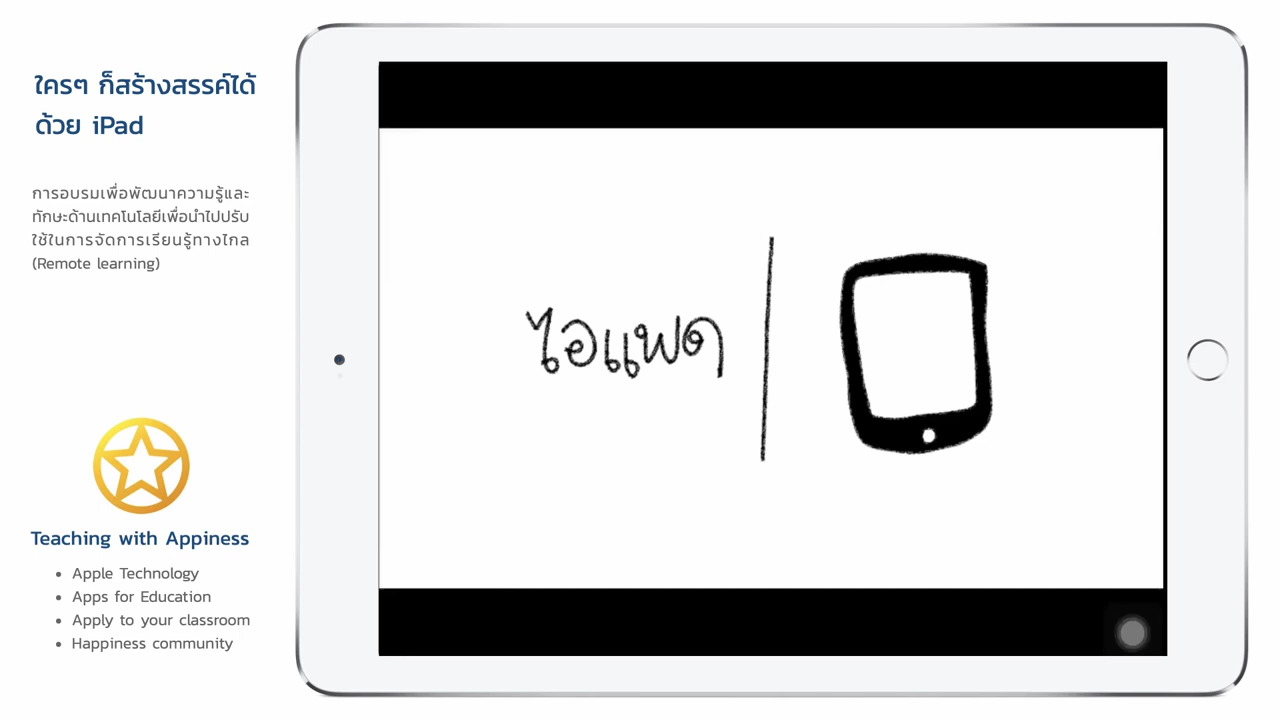 ใครๆ ก็สร้างสรรค์ได้
ด้วย iPad
การอบรมเพื่อพัฒนาความรู้และ
ทักษะด้านเทคโนโลยีเพื่อนำไปปรับ
ใช้ในการจัดการเรียนรู้ทางไกล
(Remote learning)
ไอแพด
Teaching with Appiness
• Apple Technology
• Apps for Education
• Apply to your classroom
• Happiness community